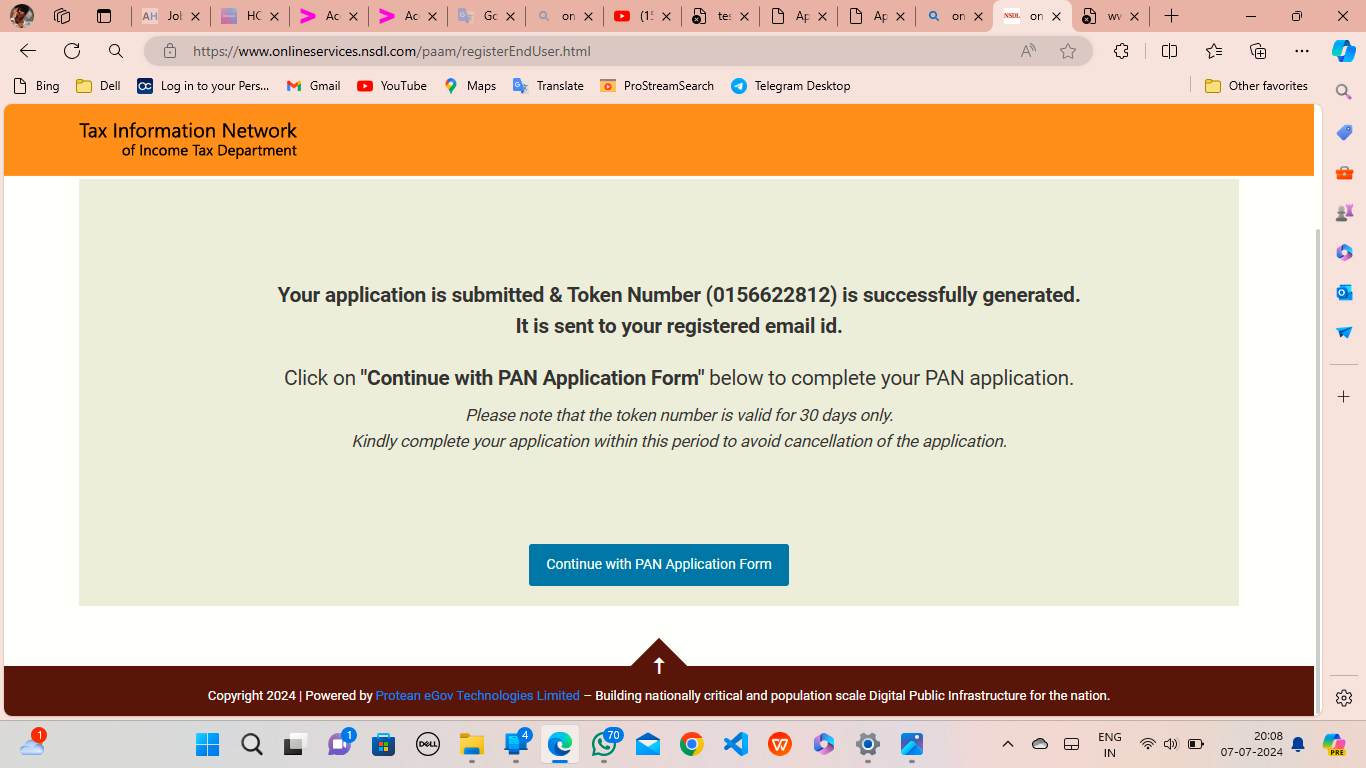 AH
Jol
HC
Ac
Ac
Gc
on
(15
tes
Ap
Ap
on
NSDL
on
wv
https://www.onlineservices.nsdl.com/paam/registerEndUser.html
Bing
Dell
Log in to your Pers...
Gmail
YouTube
Maps
Translate
ProStreamSearch
Telegram Desktop
Other favorites
Tax Information Network
of Income Tax Department
Your application is submitted & Token Number (0156622812) is successfully generated.
It is sent to your registered email id.
Click on "Continue with PAN Application Form" below to complete your PAN application.
Please note that the token number is valid for 30 days only.
Kindly complete your application within this period to avoid cancellation of the application.
Continue with PAN Application Form
Copyright 2024 | Powered by Protean eGov Technologies Limited – Building nationally critical and population scale Digital Public Infrastructure for the nation.
1
1
DELL
4
70
ENG
IN
20:08
07-07-2024
PRE